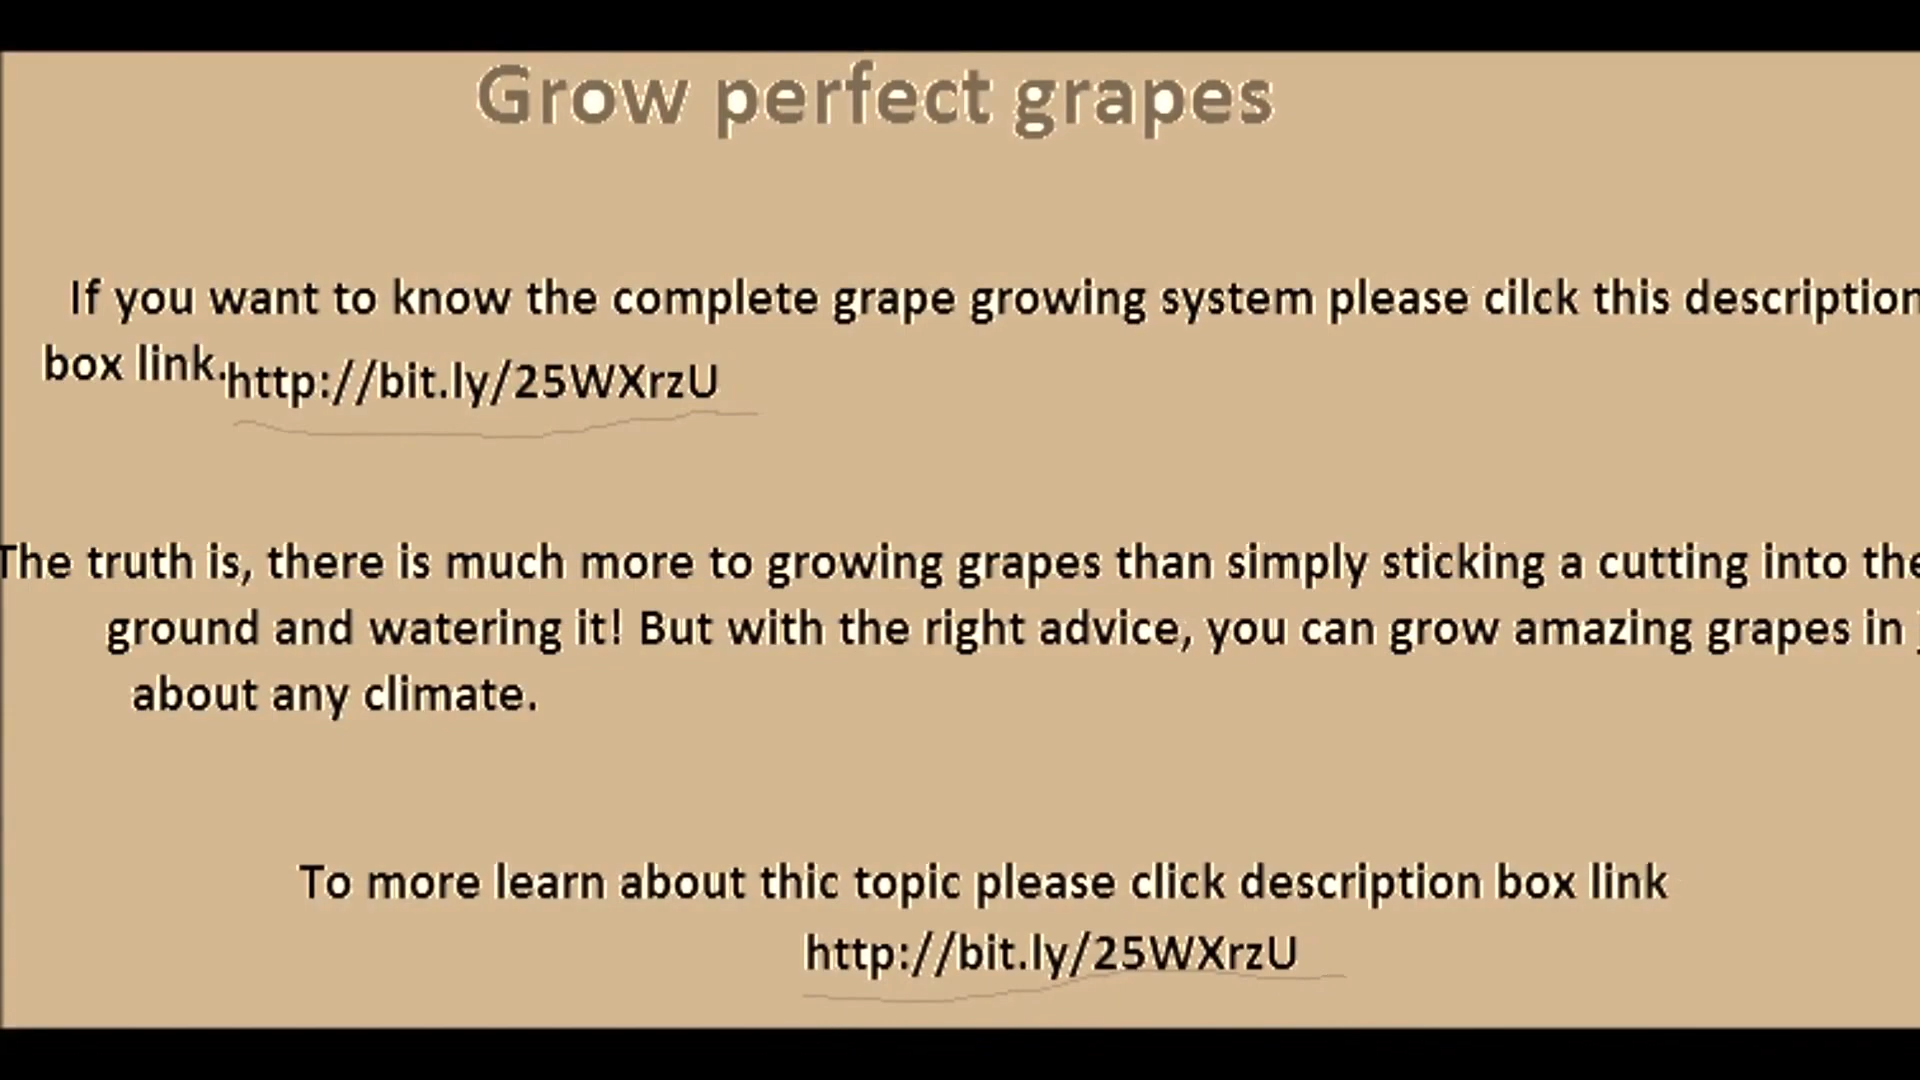 Grow perfect grapes
If you want to know the complete grape growing system please cilck this description
box link.http://bit.ly/25WXrzU
The truth is, there is much more to growing grapes than simply sticking a cutting into the
ground and watering it! But with the right advice, you can grow amazing grapes in
about any climate.
To more learn about thic topic please click description box link
http://bit.ly/25WXrzU